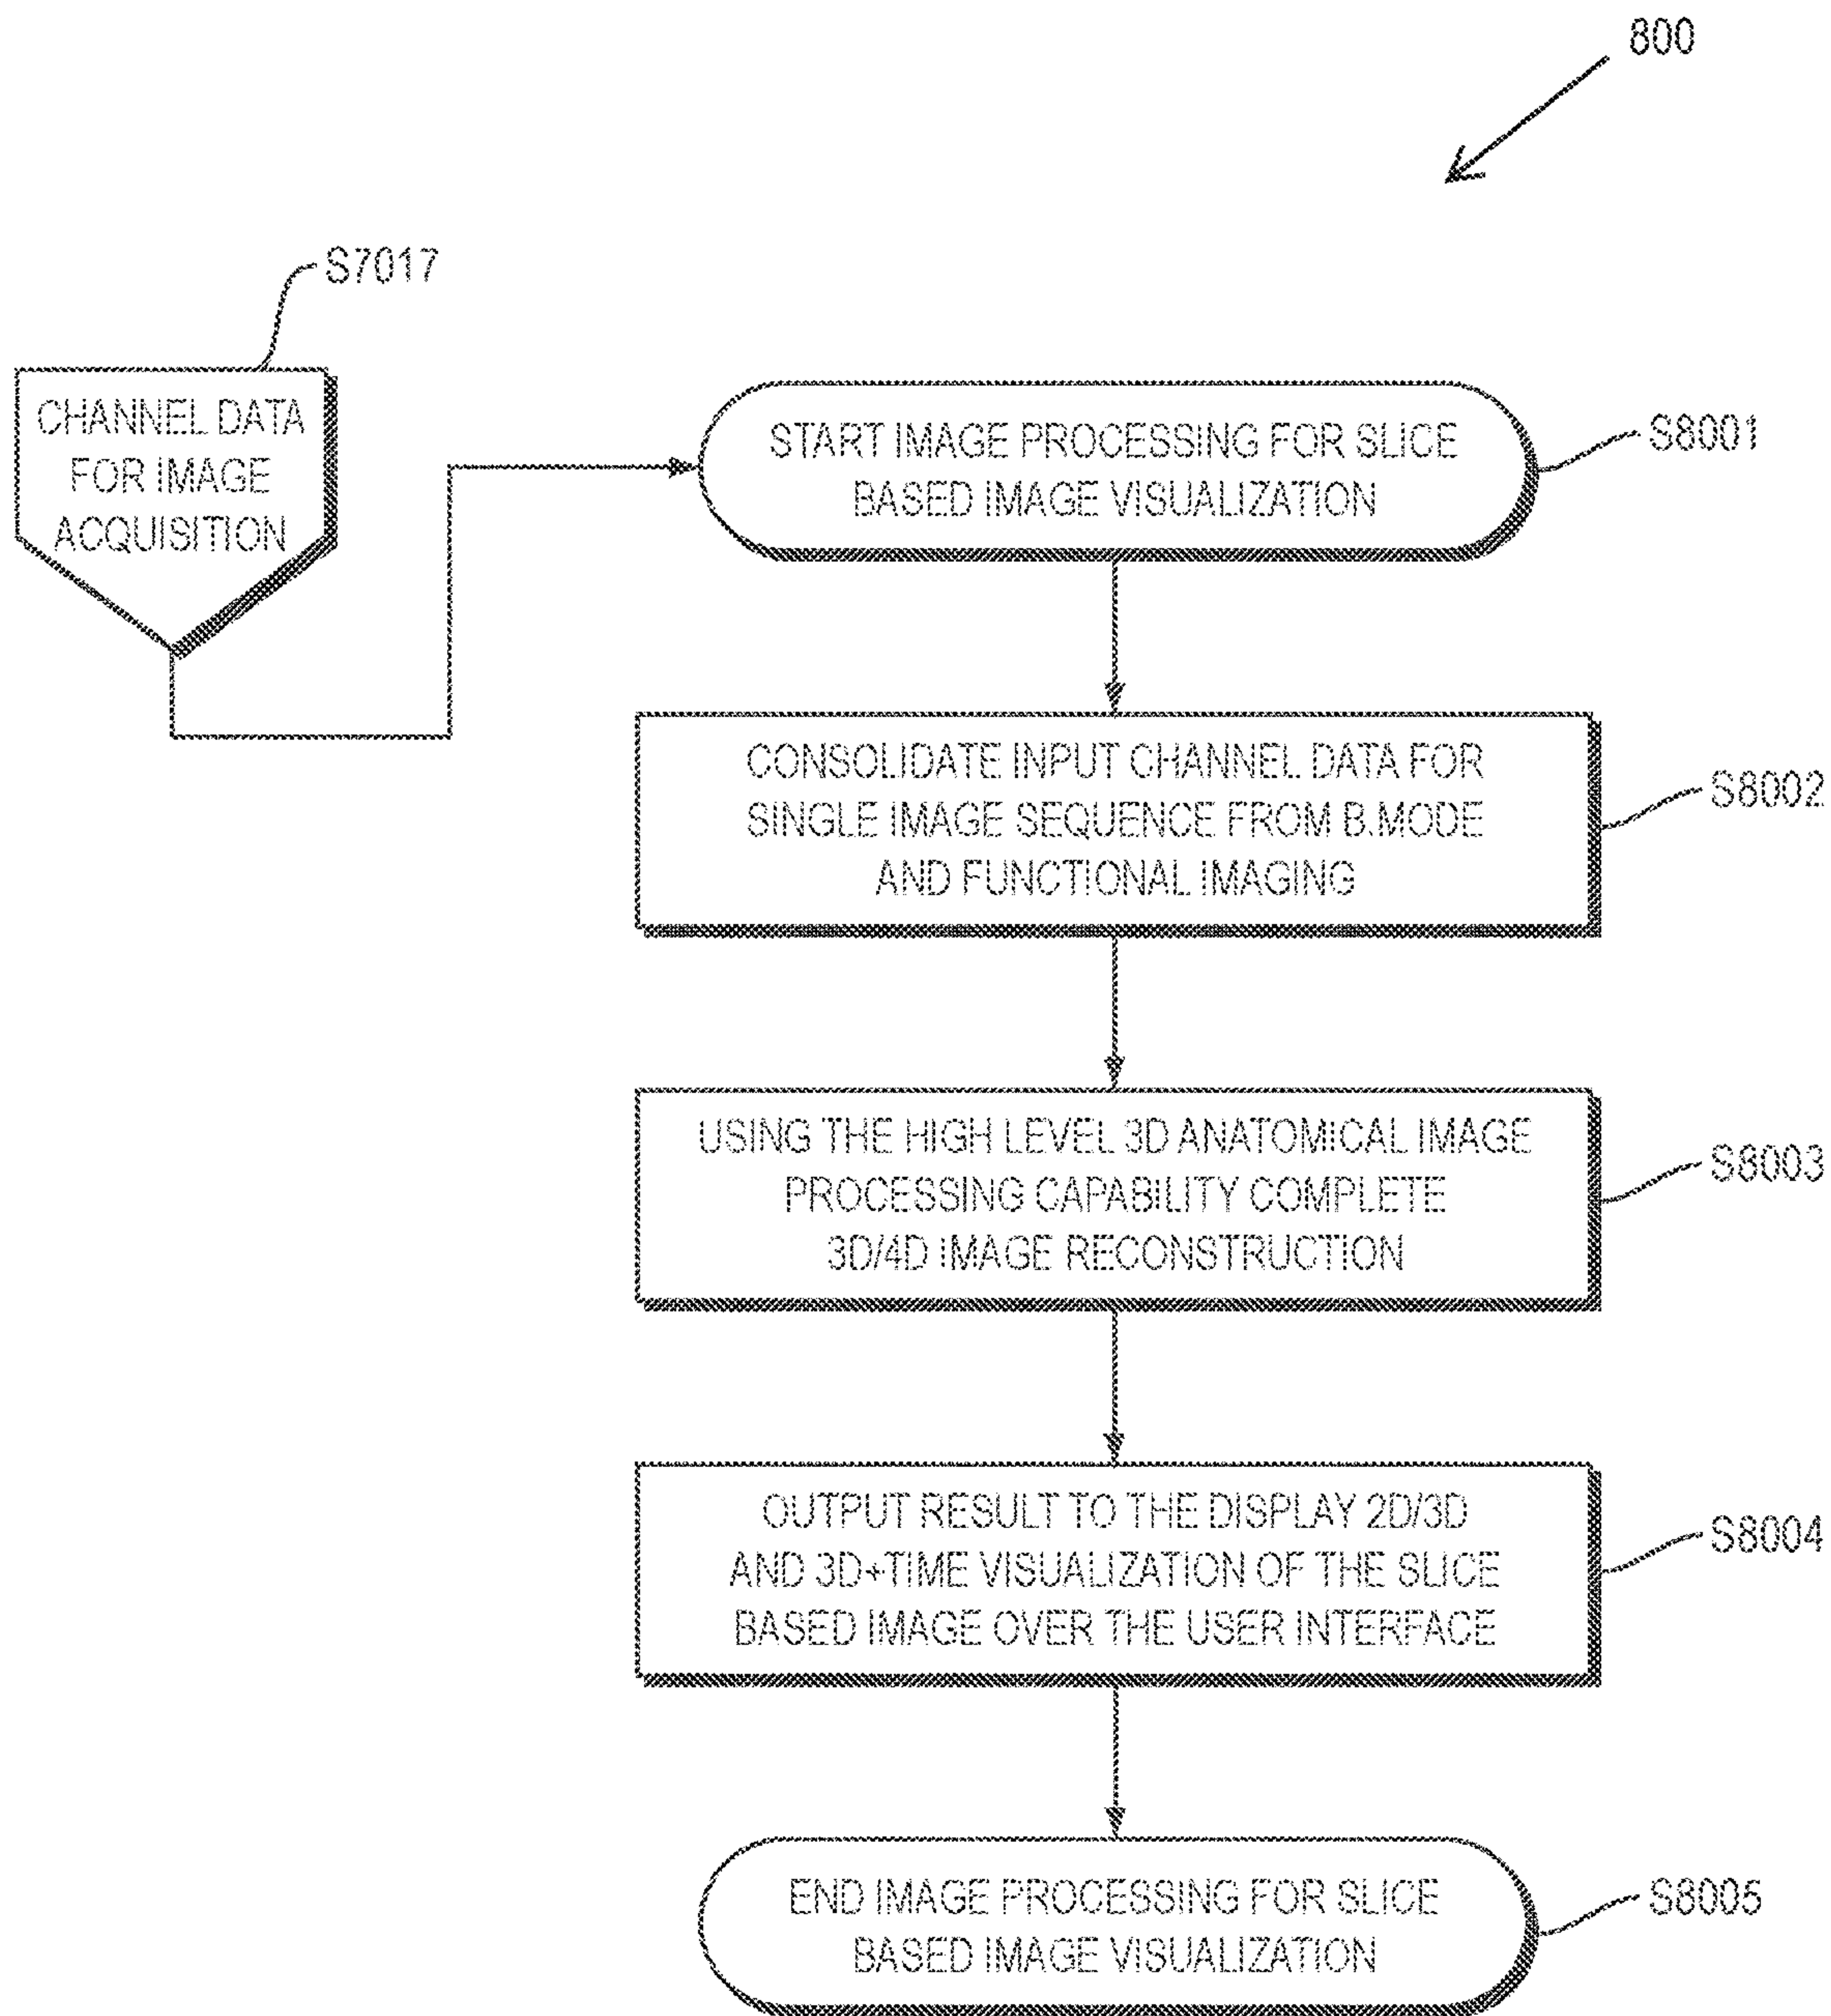 800
S7017
CHANNEL DATA
FOR IMAGE
ACQUISITION
START IMAGE PROCESSING FOR SLICE
BASED IMAGE VISUALIZATION
S8001
CONSOLIDATE INPUT CHANNEL DATA FOR
SINGLE IMAGE SEQUENCE FROM B.MODE
AND FUNCTIONAL IMAGING
S8002
USING THE HIGH LEVEL 3D ANATOMICAL IMAGE
PROCESSING CAPABILITY COMPLETE
3D/4D IMAGE RECONSTRUCTION
S8003
OUTPUT RESULT TO THE DISPLAY 2D/3D
AND 3D+TIME VISUALIZATION OF THE SLICE
BASED IMAGE OVER THE USER INTERFACE
S8004
END IMAGE PROCESSING FOR SLICE
BASED IMAGE VISUALIZATION
S8005